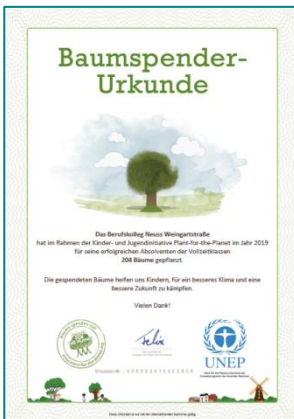 Baumspender-
Urkunde
Das Berufskolleg Neuss Weingartstraße
hat im Rahmen der Kinder- und Jugendinitiative Plant-for-the-Planet im Jahr 2019
für seine erfolgreichen Absolventen der Vollzeitklassen
204 Bäume gepflanzt.
Die gespendeten Bäume helfen uns Kindern, für ein besseres Klima und eine
bessere Zukunft zu kämpfen.
Vielen Dank!
Felix
UNEP